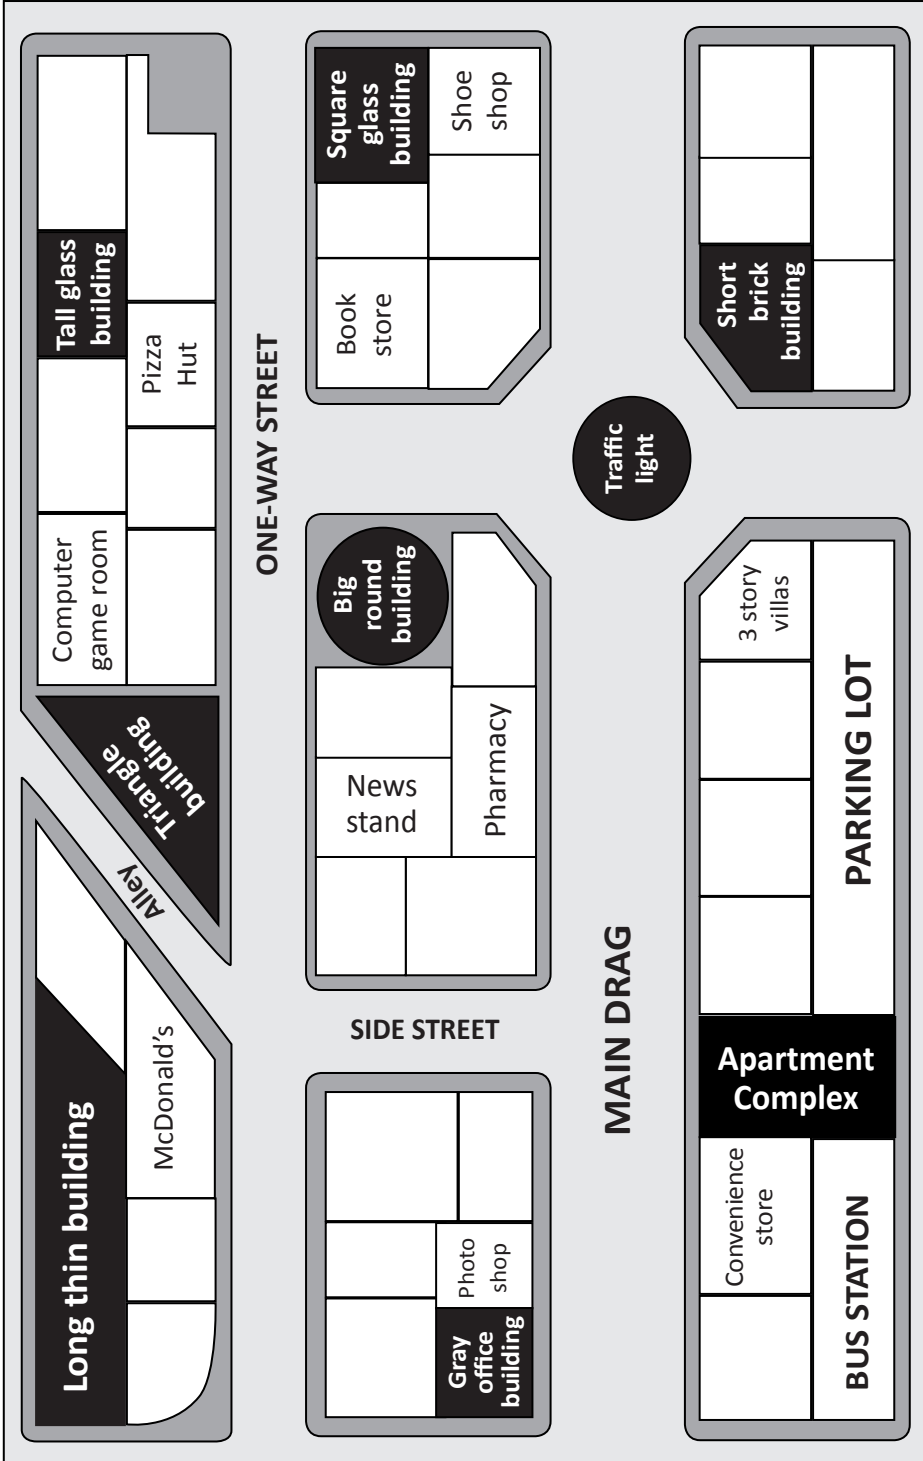 Tall glass
building
Pizza
Hut
Computer
game room
Triangle
building
Alley
McDonald's
Long thin building
ONE-WAY STREET
Square
glass
building
Shoe
shop
Book
store
Big
round
building
News
stand
Pharmacy
SIDE STREET
Photo
shop
Gray
office
building
Traffic
light
MAIN DRAG
Short
brick
building
3 story
villas
PARKING LOT
Apartment
Complex
Convenience
store
BUS STATION